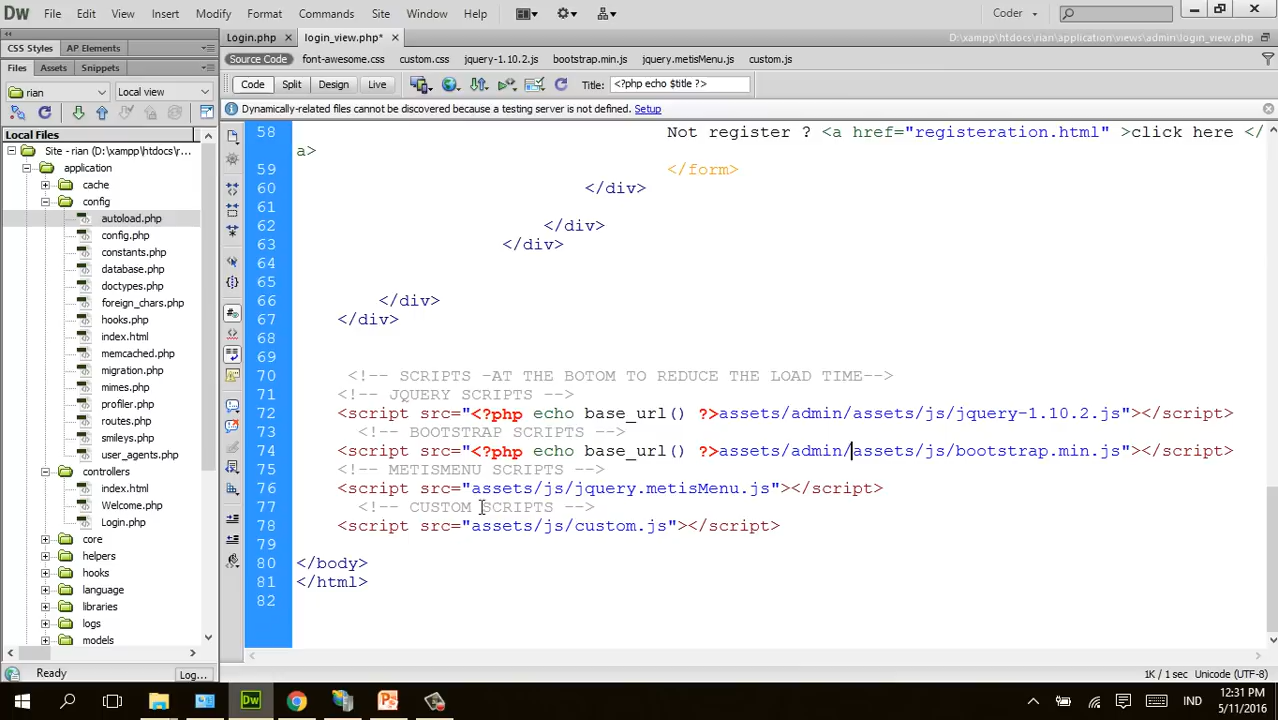 Dw File Edit View Insert Modify Format Commands Site Window Help Coder
CSS Styles AP Elements Login.php login_view.php* D:\xampp\htdocs\rian\application\views\admin\login_view.php
Source Code font-awesome.css custom.css jquery-1.10.2.js bootstrap.min.js jquery.metisMenu.js custom.js
Files Assets Snippets
Code Split Design Live Title: <?php echo $title ?>
rian Local view
Dynamically-related files cannot be discovered because a testing server is not defined. Setup
Local Files
Site - rian (D:\xampp\htdocs\r...
application
cache
config
autoload.php
config.php
constants.php
database.php
doctypes.php
foreign_chars.php
hooks.php
index.html
memcached.php
migration.php
mimes.php
profiler.php
routes.php
smileys.php
user_agents.php
controllers
index.html
Welcome.php
Login.php
core
helpers
hooks
language
libraries
logs
models
58 Not register ? <a href="registeration.html" >click here </
a>
59 </form>
60 </div>
61
62 </div>
63 </div>
64
65
66 </div>
67 </div>
68
69
70 <!-- SCRIPTS -AT THE BOTOM TO REDUCE THE LOAD TIME-->
71 <!-- JQUERY SCRIPTS -->
72 <script src="<?php echo base_url() ?>assets/admin/assets/js/jquery-1.10.2.js"></script>
73 <!-- BOOTSTRAP SCRIPTS -->
74 <script src="<?php echo base_url() ?>assets/admin/assets/js/bootstrap.min.js"></script>
75 <!-- METISMENU SCRIPTS -->
76 <script src="assets/js/jquery.metisMenu.js"></script>
77 <!-- CUSTOM SCRIPTS -->
78 <script src="assets/js/custom.js"></script>
79
80 </body>
81 </html>
82
Ready Log... 1K / 1 sec Unicode (UTF-8)
Dw IND 12:31 PM
5/11/2016